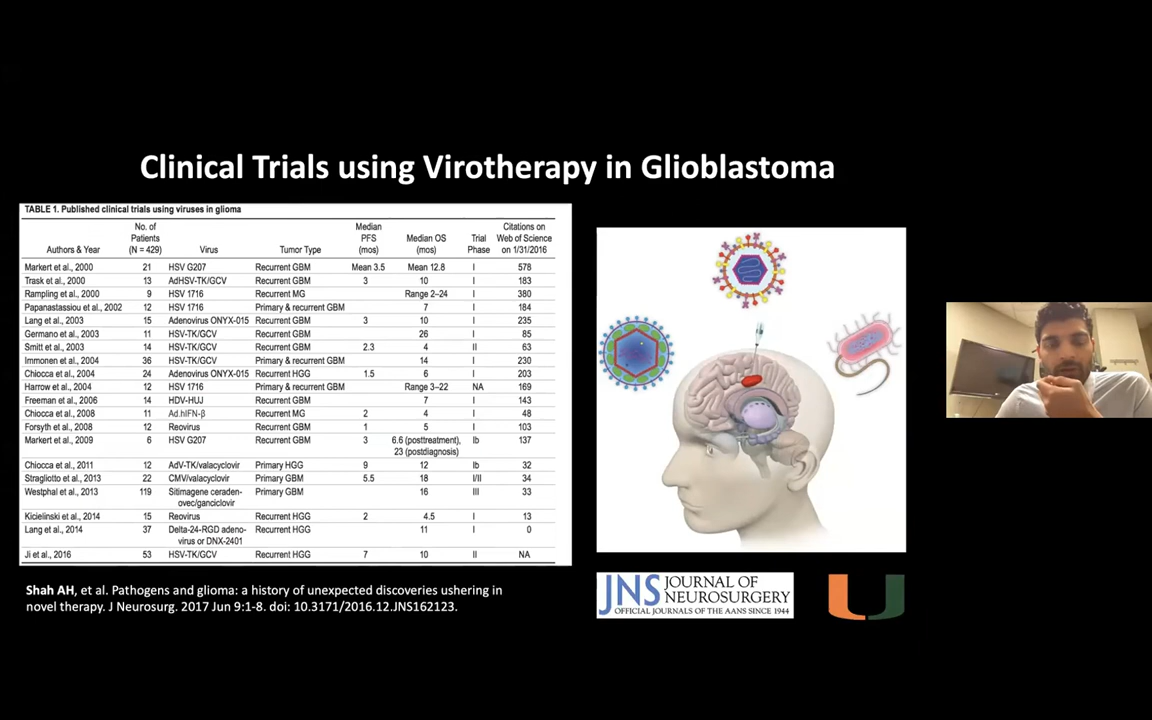 Clinical Trials using Virotherapy in Glioblastoma
TABLE 1. Published clinical trials using viruses in glioma
Authors & Year No. of Patients (N = 429) Virus Tumor Type Median PFS (mos) Median OS (mos) Trial Phase Citations on Web of Science on 1/31/2016
Markert et al., 2000 21 HSV G207 Recurrent GBM Mean 3.5 Mean 12.8 I 578
Trask et al., 2000 13 AdHSV-TK/GCV Recurrent GBM 3 10 I 183
Rampling et al., 2000 9 HSV 1716 Recurrent MG Range 2–24 I 380
Papanastassiou et al., 2002 12 HSV 1716 Primary & recurrent GBM 7 I 184
Lang et al., 2003 15 Adenovirus ONYX-015 Recurrent GBM 3 10 I 235
Germano et al., 2003 11 HSV-TK/GCV Recurrent GBM 26 I 85
Smitt et al., 2003 14 HSV-TK/GCV Recurrent GBM 2.3 4 II 63
Immonen et al., 2004 36 HSV-TK/GCV Primary & recurrent GBM 14 I 230
Chiocca et al., 2004 24 Adenovirus ONYX-015 Recurrent HGG 1.5 6 I 203
Harrow et al., 2004 12 HSV 1716 Primary & recurrent GBM Range 3–22 NA 169
Freeman et al., 2006 14 HDV-HUJ Recurrent GBM 7 I 143
Chiocca et al., 2008 11 Ad.hIFN-β Recurrent MG 2 4 I 48
Forsyth et al., 2008 12 Reovirus Recurrent GBM 1 5 I 103
Markert et al., 2009 6 HSV G207 Recurrent GBM 3 6.6 (posttreatment), 23 (postdiagnosis) Ib 137
Chiocca et al., 2011 12 AdV-TK/valacyclovir Primary HGG 9 12 Ib 32
Stragliotto et al., 2013 22 CMV/valacyclovir Primary GBM 5.5 18 I/II 34
Westphal et al., 2013 119 Sitimagene ceraden-ovec/ganciclovir Primary GBM 16 III 33
Kicielinski et al., 2014 15 Reovirus Recurrent HGG 2 4.5 I 13
Lang et al., 2014 37 Delta-24-RGD adeno-virus or DNX-2401 Recurrent HGG 11 I 0
Ji et al., 2016 53 HSV-TK/GCV Recurrent HGG 7 10 II NA
Shah AH, et al. Pathogens and glioma: a history of unexpected discoveries ushering in
novel therapy. J Neurosurg. 2017 Jun 9:1-8. doi: 10.3171/2016.12.JNS162123.
JNS JOURNAL OF
NEUROSURGERY
OFFICIAL JOURNALS OF THE AANS SINCE 1944